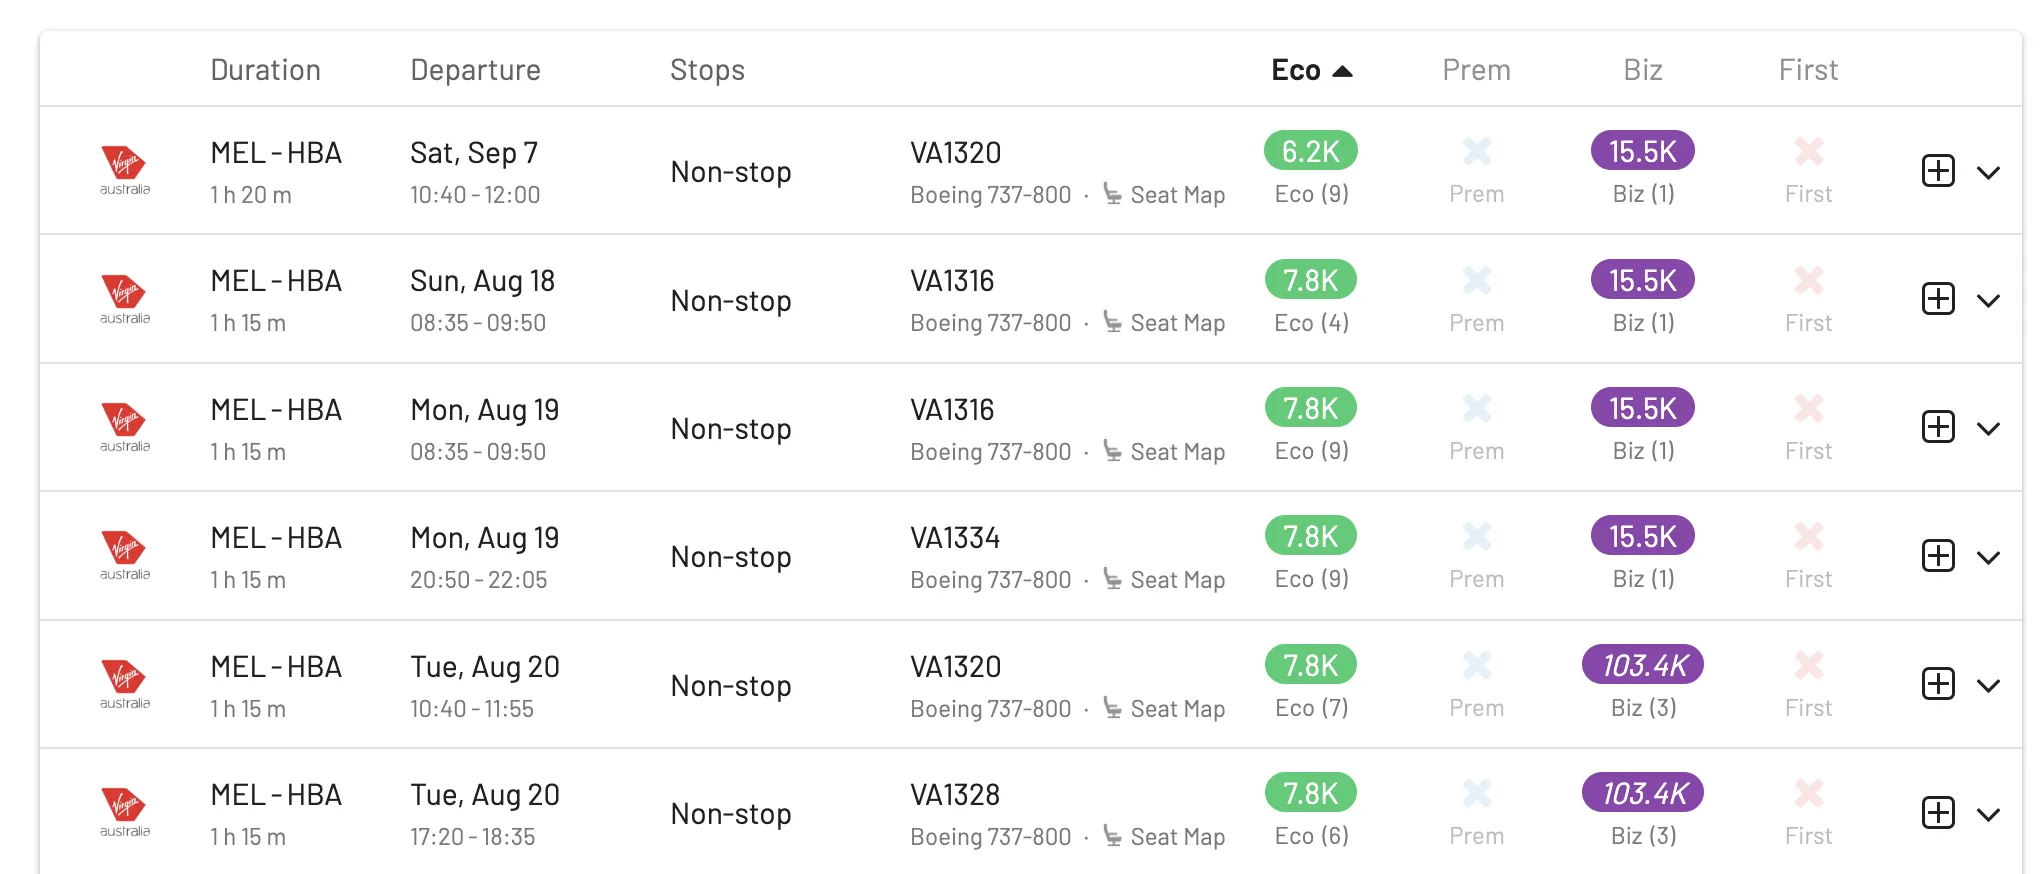 Duration Departure Stops Eco Prem Biz First
Virgin australia MEL - HBA Sat, Sep 7 Non-stop VA1320 6.2K 15.5K
1 h 20 m 10:40 - 12:00 Boeing 737-800 · Seat Map Eco (9) Prem Biz (1) First
Virgin australia MEL - HBA Sun, Aug 18 Non-stop VA1316 7.8K 15.5K
1 h 15 m 08:35 - 09:50 Boeing 737-800 · Seat Map Eco (4) Prem Biz (1) First
Virgin australia MEL - HBA Mon, Aug 19 Non-stop VA1316 7.8K 15.5K
1 h 15 m 08:35 - 09:50 Boeing 737-800 · Seat Map Eco (9) Prem Biz (1) First
Virgin australia MEL - HBA Mon, Aug 19 Non-stop VA1334 7.8K 15.5K
1 h 15 m 20:50 - 22:05 Boeing 737-800 · Seat Map Eco (9) Prem Biz (1) First
Virgin australia MEL - HBA Tue, Aug 20 Non-stop VA1320 7.8K 103.4K
1 h 15 m 10:40 - 11:55 Boeing 737-800 · Seat Map Eco (7) Prem Biz (3) First
Virgin australia MEL - HBA Tue, Aug 20 Non-stop VA1328 7.8K 103.4K
1 h 15 m 17:20 - 18:35 Boeing 737-800 · Seat Map Eco (6) Prem Biz (3) First